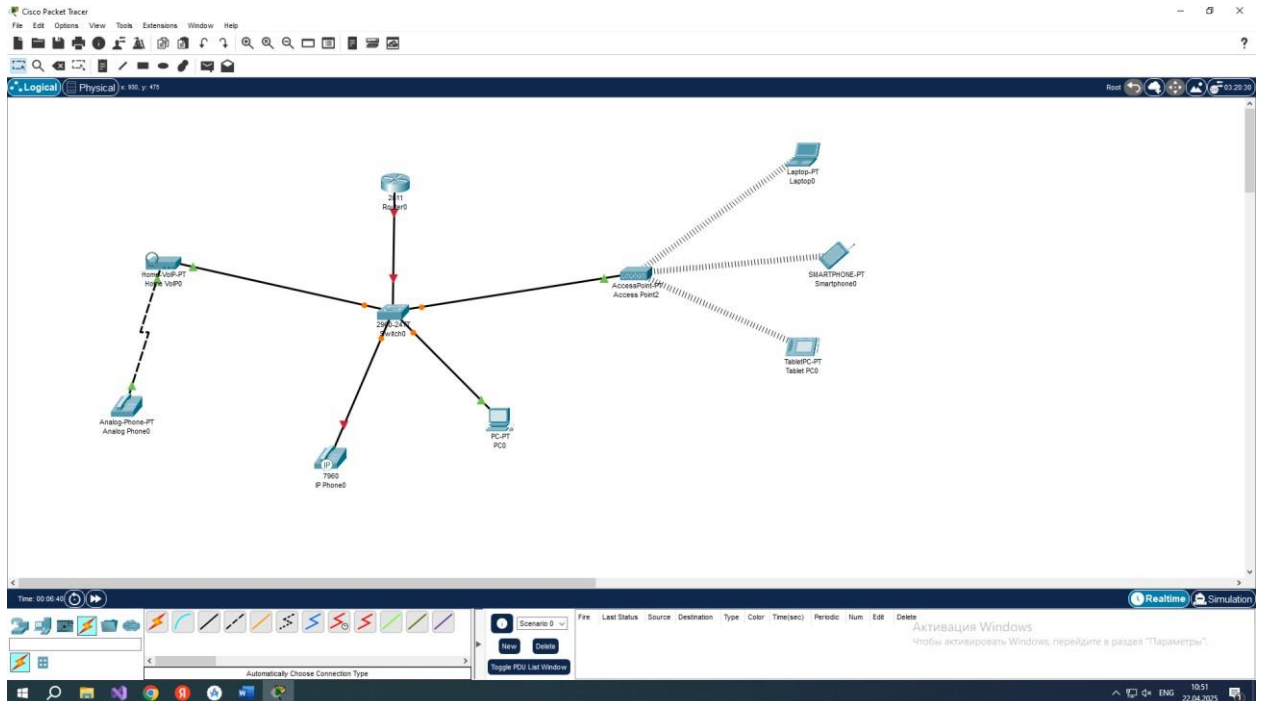 Cisco Packet Tracer
File Edit Options View Tools Extensions Window Help
?
Logical Physical x: 930, y: 475
Root 03:20:30
Laptop-PT
Laptop0
2811
Router0
Home-VoIP-PT
Home VoIP0
SMARTPHONE-PT
Smartphone0
AccessPoint-PT
Access Point2
2960-24TT
Switch0
TabletPC-PT
Tablet PC0
Analog-Phone-PT
Analog Phone0
PC-PT
PC0
IP
7960
IP Phone0
Time: 00:06:40
Realtime Simulation
Scenario 0
Fire Last Status Source Destination Type Color Time(sec) Periodic Num Edit Delete
New Delete
Toggle PDU List Window
Automatically Choose Connection Type
Активация Windows
Чтобы активировать Windows, перейдите в раздел "Параметры".
ENG
10:51
22.04.2025